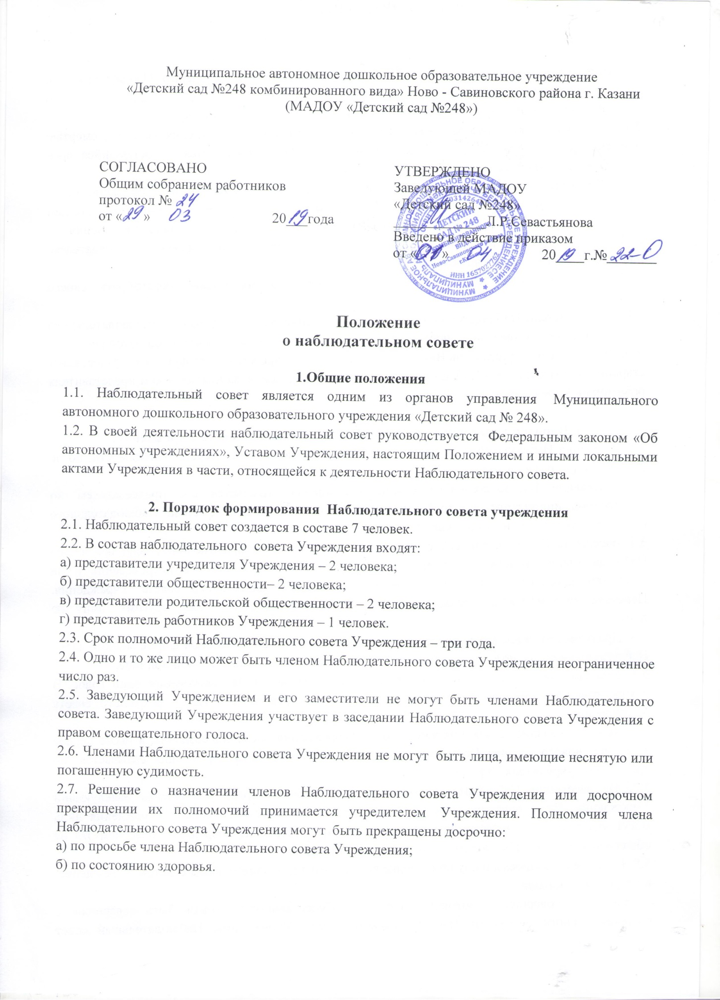 Муниципальное автономное дошкольное образовательное учреждение
«Детский сад №248 комбинированного вида» Ново - Савиновского района г. Казани
(МАДОУ «Детский сад №248»)
СОГЛАСОВАНО
Общим собранием работников
протокол № 24
от «29» 03 2019 года
УТВЕРЖДЕНО
Заведующей МАДОУ
«Детский сад №248»
Л.Р.Севастьянова
Введено в действие приказом
от «01» 04 2019 г.№ 22-О
«ДЕТСКИЙ
САД № 248
КОМБИНИРОВАННОГО
ВИДА»
Ново-Савиновского района
г.Казани
ИНН 1657027762
Положение
о наблюдательном совете
1.Общие положения
1.1. Наблюдательный совет является одним из органов управления Муниципального
автономного дошкольного образовательного учреждения «Детский сад № 248».
1.2. В своей деятельности наблюдательный совет руководствуется Федеральным законом «Об
автономных учреждениях», Уставом Учреждения, настоящим Положением и иными локальными
актами Учреждения в части, относящейся к деятельности Наблюдательного совета.
2. Порядок формирования Наблюдательного совета учреждения
2.1. Наблюдательный совет создается в составе 7 человек.
2.2. В состав наблюдательного совета Учреждения входят:
а) представители учредителя Учреждения – 2 человека;
б) представители общественности– 2 человека;
в) представители родительской общественности – 2 человека;
г) представитель работников Учреждения – 1 человек.
2.3. Срок полномочий Наблюдательного совета Учреждения – три года.
2.4. Одно и то же лицо может быть членом Наблюдательного совета Учреждения неограниченное
число раз.
2.5. Заведующий Учреждением и его заместители не могут быть членами Наблюдательного
совета. Заведующий Учреждения участвует в заседании Наблюдательного совета Учреждения с
правом совещательного голоса.
2.6. Членами Наблюдательного совета Учреждения не могут быть лица, имеющие неснятую или
погашенную судимость.
2.7. Решение о назначении членов Наблюдательного совета Учреждения или досрочном
прекращении их полномочий принимается учредителем Учреждения. Полномочия члена
Наблюдательного совета Учреждения могут быть прекращены досрочно:
а) по просьбе члена Наблюдательного совета Учреждения;
б) по состоянию здоровья.